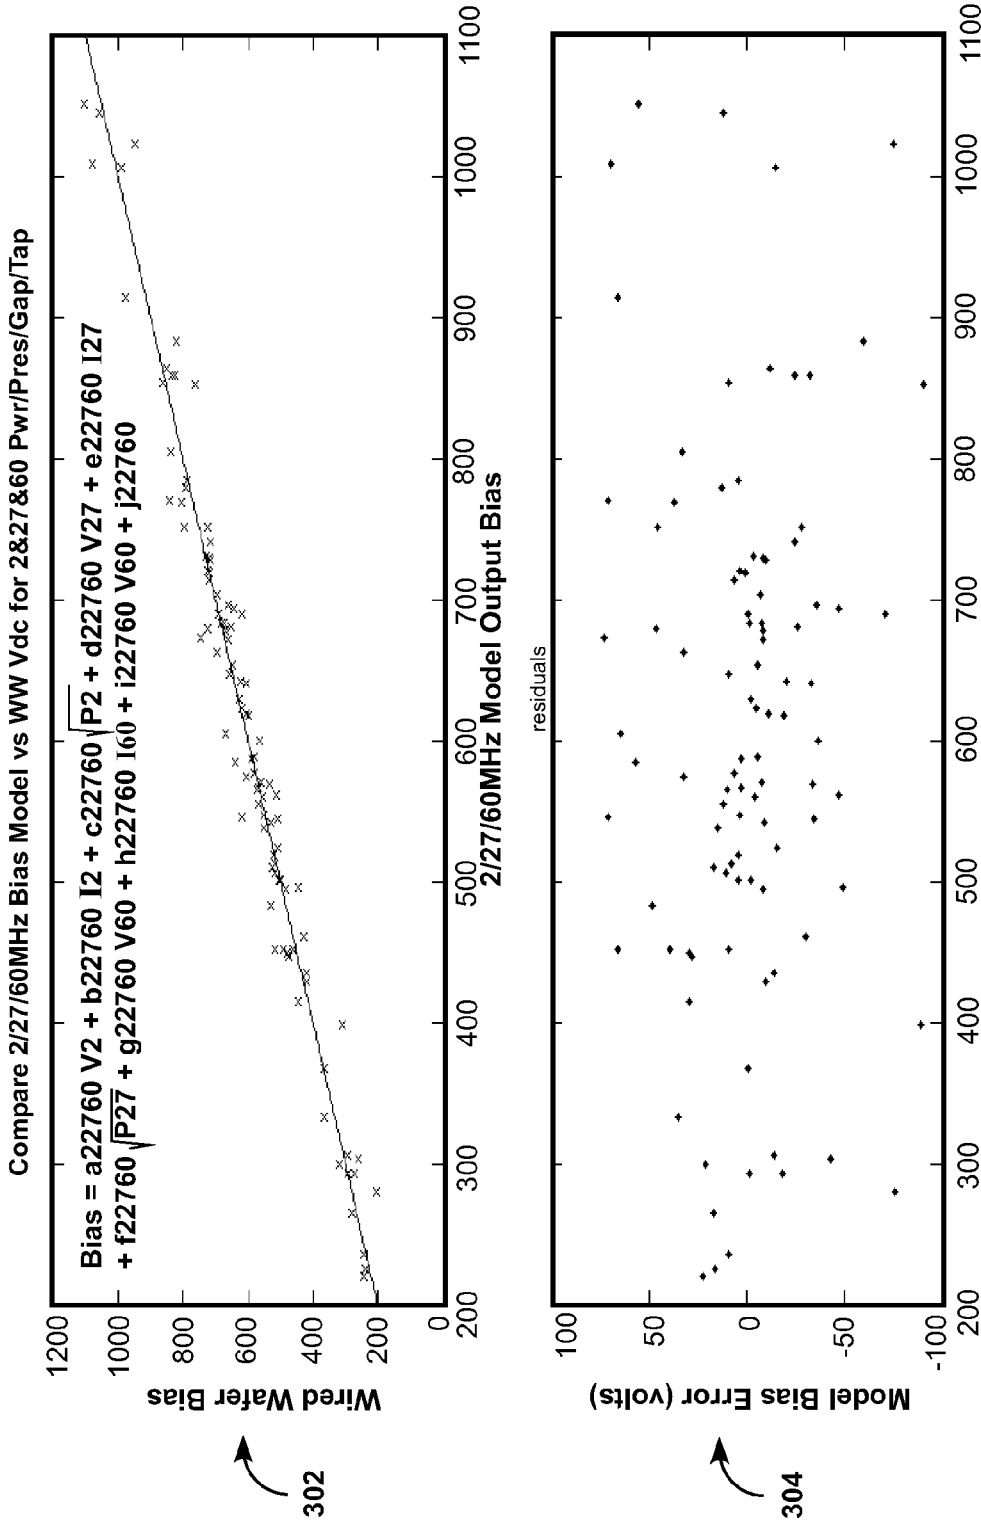 Compare 2/27/60MHz Bias Model vs WW Vdc for 2&27&60 Pwr/Pres/Gap/Tap
Bias = a22760 V2 + b22760 I2 + c22760 √P2 + d22760 V27 + e22760 I27
+ f22760 √P27 + g22760 V60 + h22760 I60 + i22760 V60 + j22760
Wired Wafer Bias
1200
1000
800
600
400
200
0
200 300 400 500 600 700 800 900 1000 1100
2/27/60MHz Model Output Bias
302
residuals
Model Bias Error (volts)
100
50
0
-50
-100
200 300 400 500 600 700 800 900 1000 1100
304